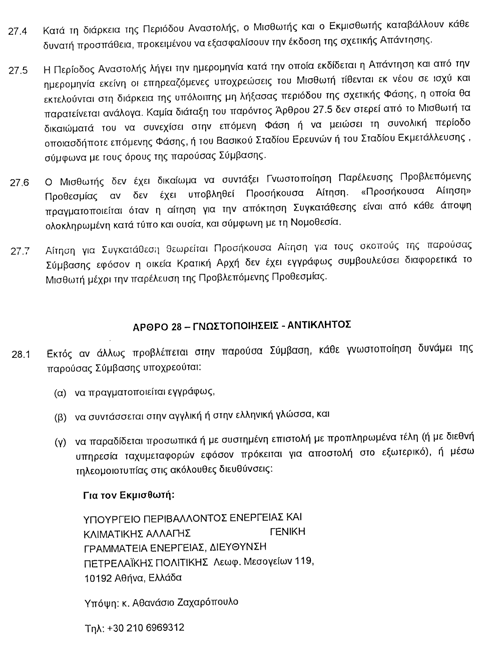 27.4 Κατά τη διάρκεια της Περιόδου Αναστολής, ο Μισθωτής και ο Εκμισθωτής καταβάλλουν κάθε
δυνατή προσπάθεια, προκειμένου να εξασφαλίσουν την έκδοση της σχετικής Απάντησης.
27.5 Η Περίοδος Αναστολής λήγει την ημερομηνία κατά την οποία εκδίδεται η Απάντηση και από την
ημερομηνία εκείνη οι επηρεαζόμενες υποχρεώσεις του Μισθωτή τίθενται εκ νέου σε ισχύ και
εκτελούνται στη διάρκεια της υπόλοιπης μη λήξασας περιόδου της σχετικής Φάσης, η οποία θα
παρατείνεται ανάλογα. Καμία διάταξη του παρόντος Άρθρου 27.5 δεν στερεί από το Μισθωτή τα
δικαιώματά του να συνεχίσει στην επόμενη Φάση ή να μειώσει τη συνολική περίοδο
οποιασδήποτε επόμενης Φάσης, ή του Βασικού Σταδίου Ερευνών ή του Σταδίου Εκμετάλλευσης ,
σύμφωνα με τους όρους της παρούσας Σύμβασης.
27.6 Ο Μισθωτής δεν έχει δικαίωμα να συντάξει Γνωστοποίηση Παρέλευσης Προβλεπόμενης
Προθεσμίας αν δεν έχει υποβληθεί Προσήκουσα Αίτηση. «Προσήκουσα Αίτηση»
πραγματοποιείται όταν η αίτηση για την απόκτηση Συγκατάθεσης είναι από κάθε άποψη
ολοκληρωμένη κατά τύπο και ουσία, και σύμφωνη με τη Νομοθεσία.
27.7 Αίτηση για Συγκατάθεση θεωρείται Προσήκουσα Αίτηση για τους σκοπούς της παρούσας
Σύμβασης εφόσον η οικεία Κρατική Αρχή δεν έχει εγγράφως συμβουλεύσει διαφορετικά το
Μισθωτή μέχρι την παρέλευση της Προβλεπόμενης Προθεσμίας.
ΑΡΘΡΟ 28 – ΓΝΩΣΤΟΠΟΙΗΣΕΙΣ - ΑΝΤΙΚΛΗΤΟΣ
28.1 Εκτός αν άλλως προβλέπεται στην παρούσα Σύμβαση, κάθε γνωστοποίηση δυνάμει της
παρούσας Σύμβασης υποχρεούται:
(α) να πραγματοποιείται εγγράφως,
(β) να συντάσσεται στην αγγλική ή στην ελληνική γλώσσα, και
(γ) να παραδίδεται προσωπικά ή με συστημένη επιστολή με προπληρωμένα τέλη (ή με διεθνή
υπηρεσία ταχυμεταφορών εφόσον πρόκειται για αποστολή στο εξωτερικό), ή μέσω
τηλεομοιοτυπίας στις ακόλουθες διευθύνσεις:
Για τον Εκμισθωτή:
ΥΠΟΥΡΓΕΙΟ ΠΕΡΙΒΑΛΛΟΝΤΟΣ ΕΝΕΡΓΕΙΑΣ ΚΑΙ
ΚΛΙΜΑΤΙΚΗΣ ΑΛΛΑΓΗΣ ΓΕΝΙΚΗ
ΓΡΑΜΜΑΤΕΙΑ ΕΝΕΡΓΕΙΑΣ, ΔΙΕΥΘΥΝΣΗ
ΠΕΤΡΕΛΑΪΚΗΣ ΠΟΛΙΤΙΚΗΣ Λεωφ. Μεσογείων 119,
10192 Αθήνα, Ελλάδα
Υπόψη: κ. Αθανάσιο Ζαχαρόπουλο
Τηλ: +30 210 6969312